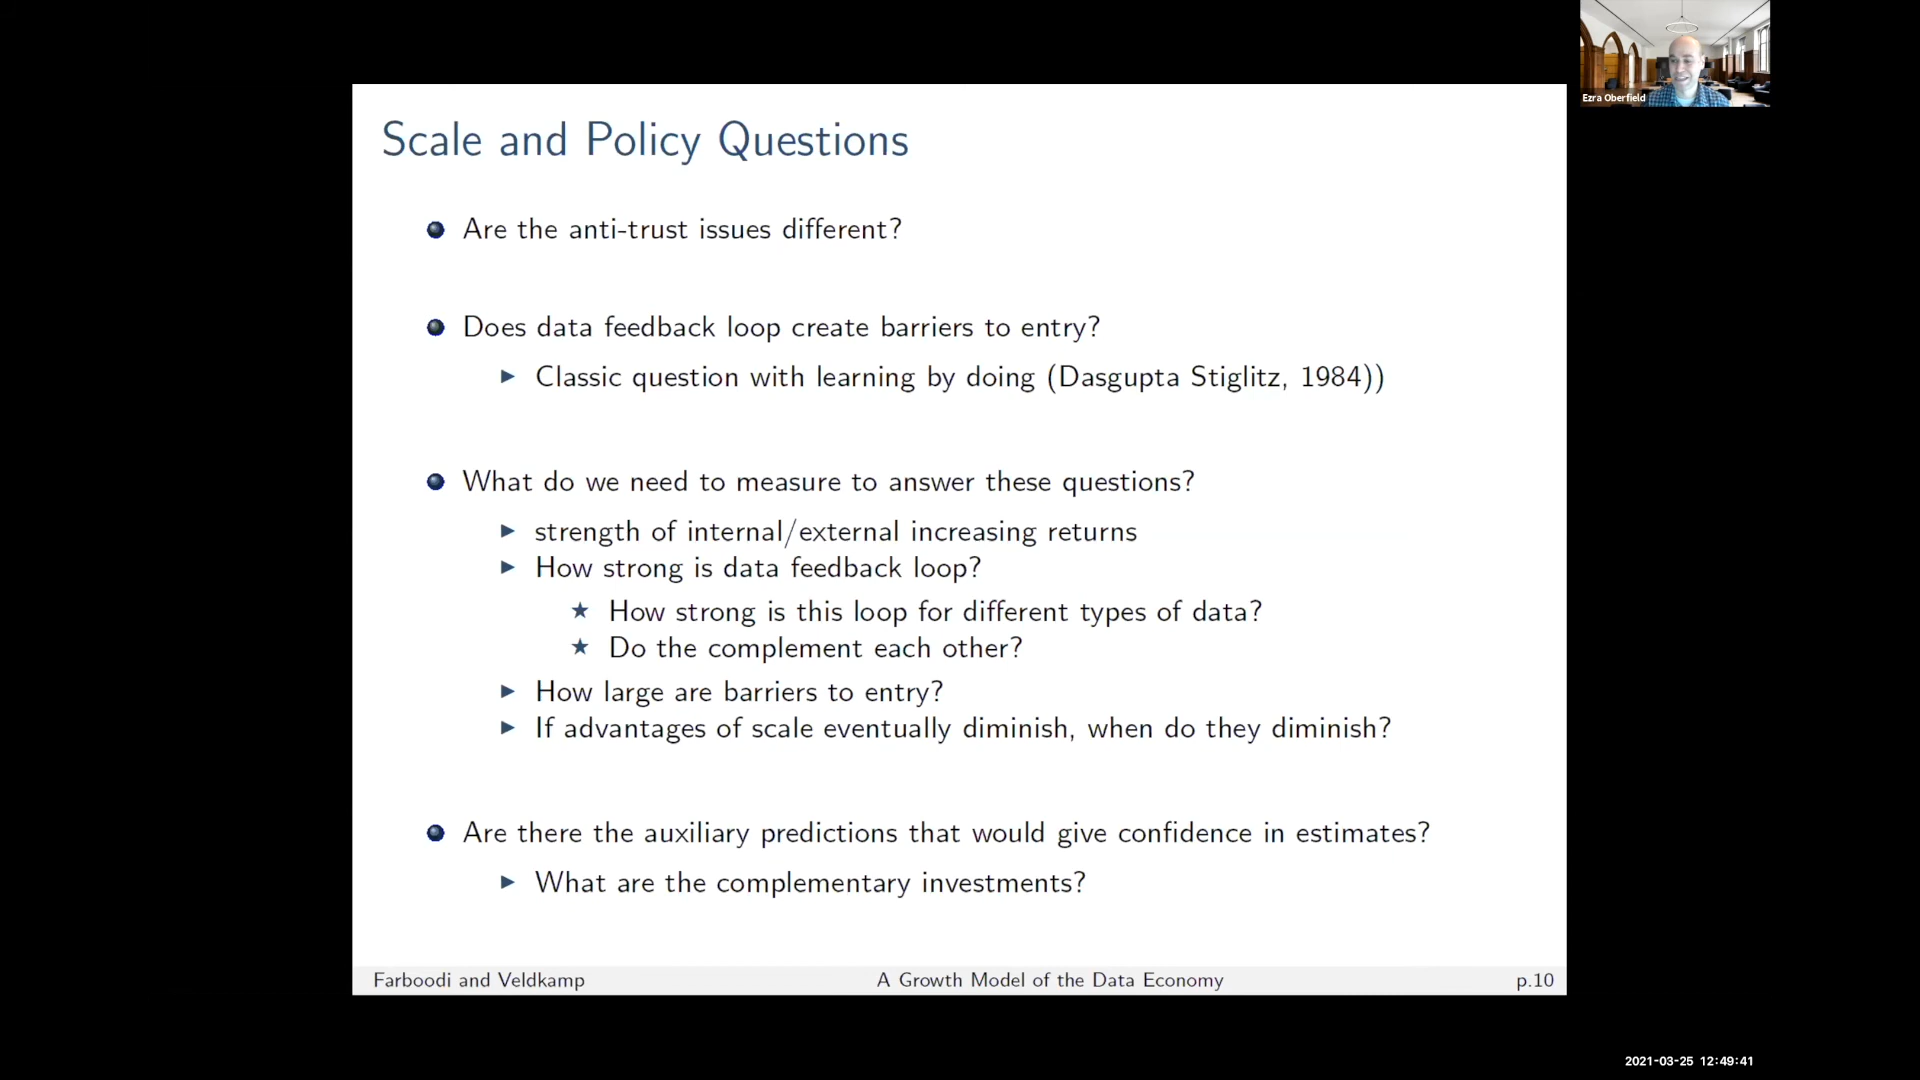 Ezra Oberfield
Scale and Policy Questions
Are the anti-trust issues different?
Does data feedback loop create barriers to entry?
Classic question with learning by doing (Dasgupta Stiglitz, 1984))
What do we need to measure to answer these questions?
strength of internal/external increasing returns
How strong is data feedback loop?
How strong is this loop for different types of data?
Do the complement each other?
How large are barriers to entry?
If advantages of scale eventually diminish, when do they diminish?
Are there the auxiliary predictions that would give confidence in estimates?
What are the complementary investments?
Farboodi and Veldkamp A Growth Model of the Data Economy p.10
2021-03-25 12:49:41